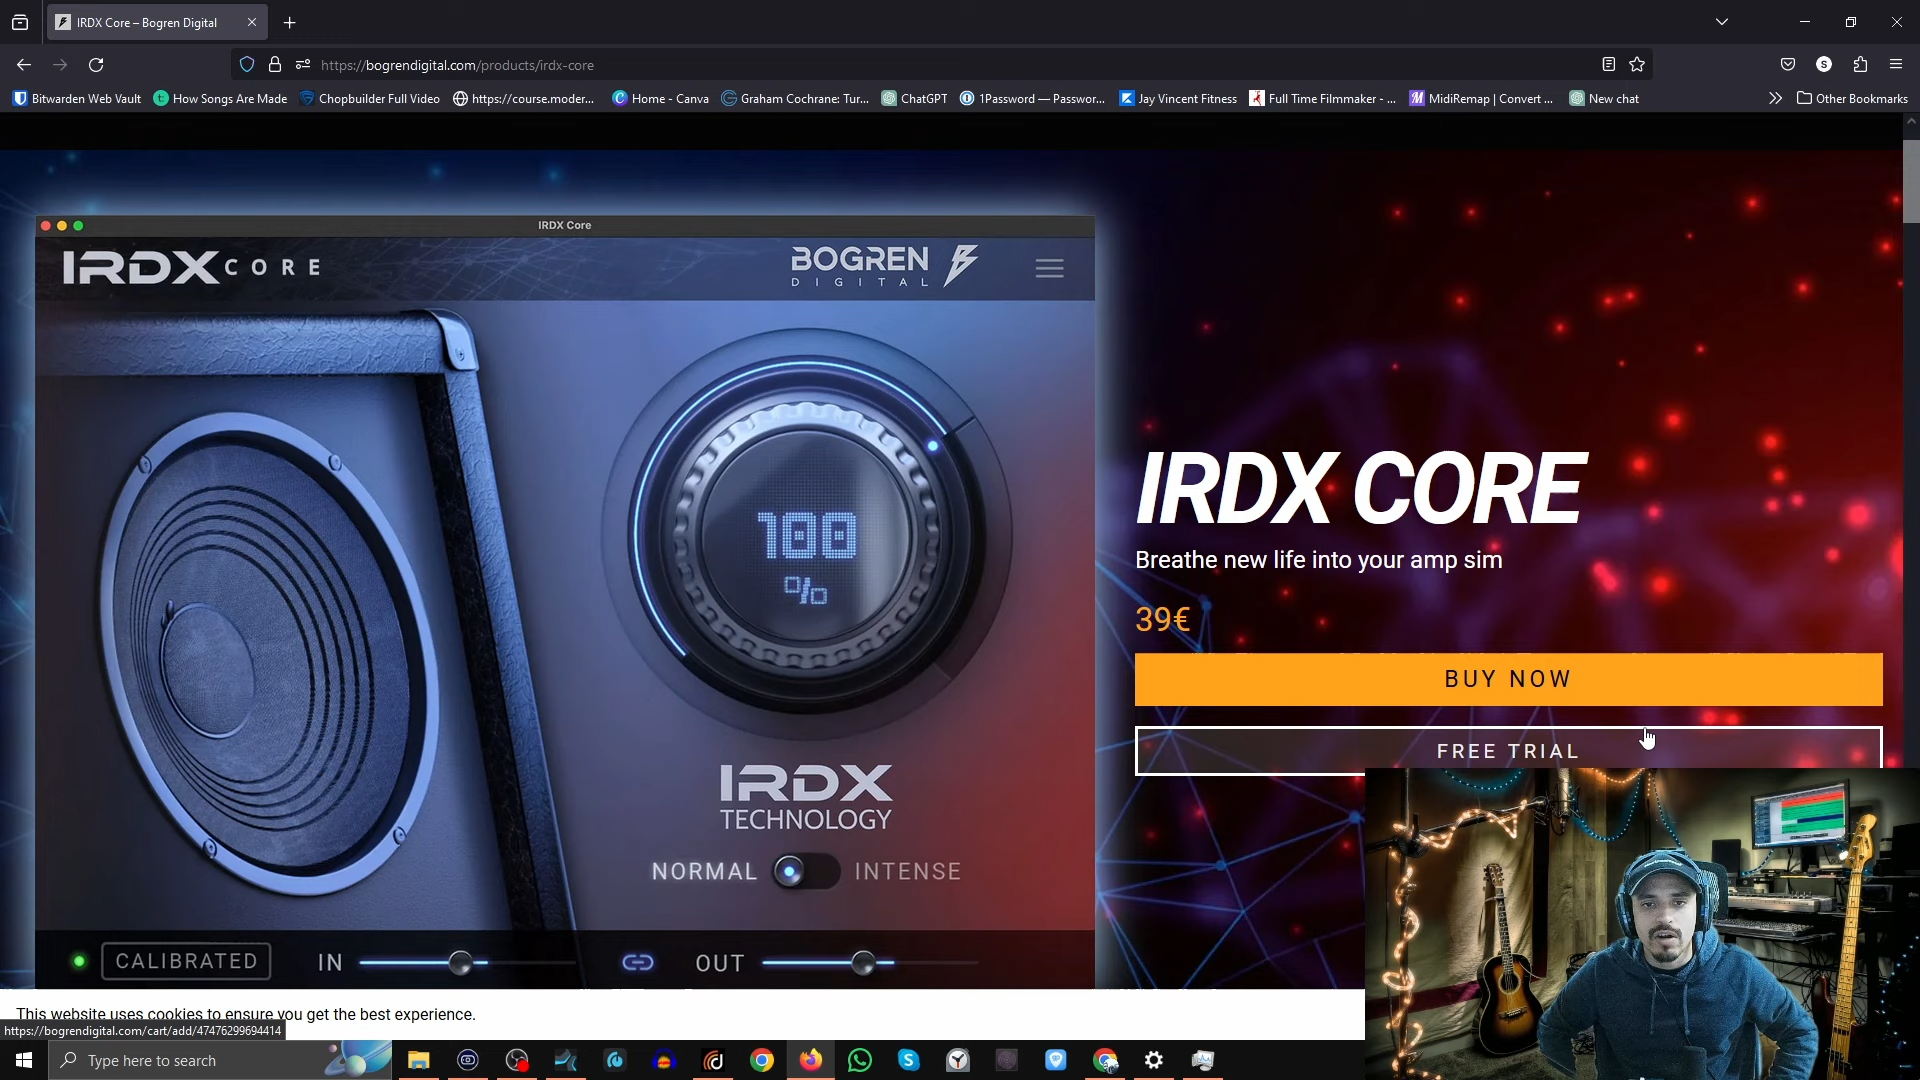 IRDX Core – Bogren Digital
https://bogrendigital.com/products/irdx-core
Bitwarden Web Vault
How Songs Are Made
Chopbuilder Full Video
https://course.moder...
Home - Canva
Graham Cochrane: Tur...
ChatGPT
1Password — Passwor...
Jay Vincent Fitness
Full Time Filmmaker - ...
MidiRemap | Convert ...
New chat
Other Bookmarks
IRDX Core
IRDX CORE
BOGREN
DIGITAL
100
%
IRDX
TECHNOLOGY
NORMAL
INTENSE
CALIBRATED
IN
OUT
IRDX CORE
Breathe new life into your amp sim
39€
BUY NOW
FREE TRIAL
This website uses cookies to ensure you get the best experience.
https://bogrendigital.com/cart/add/47476299694414
Type here to search